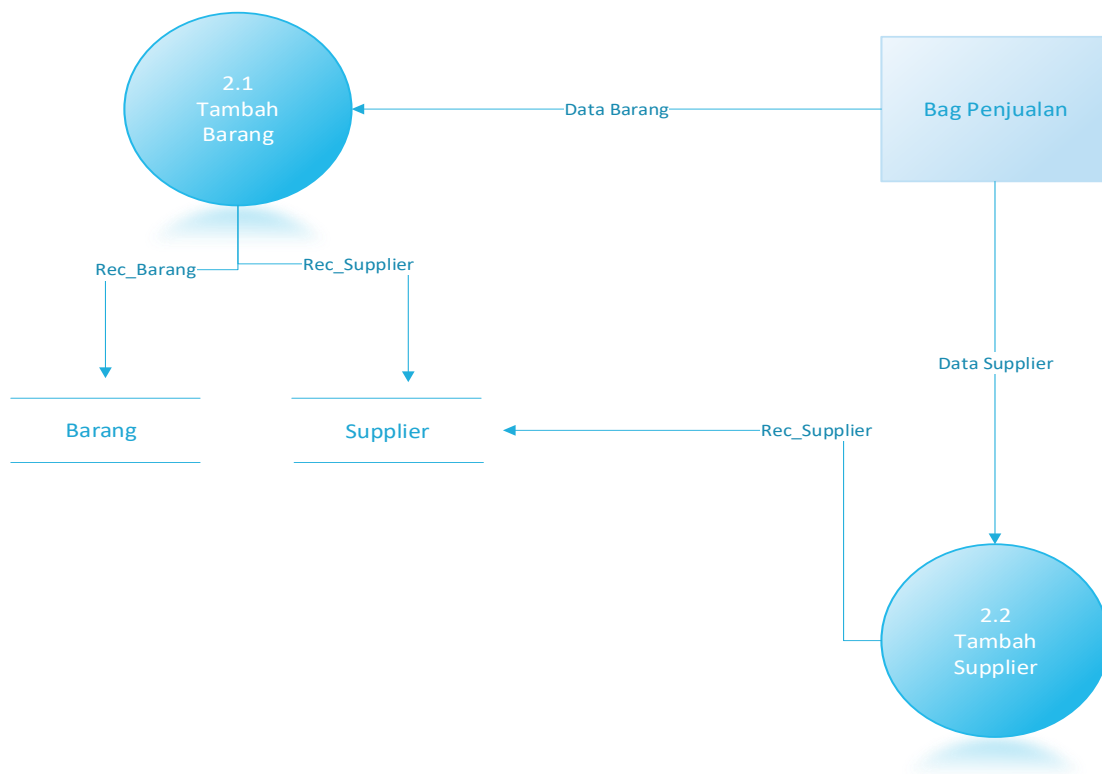 2.1
Tambah
Barang
Data Barang
Bag Penjualan
Rec_Barang
Rec_Supplier
Data Supplier
Barang
Supplier
Rec_Supplier
2.2
Tambah
Supplier